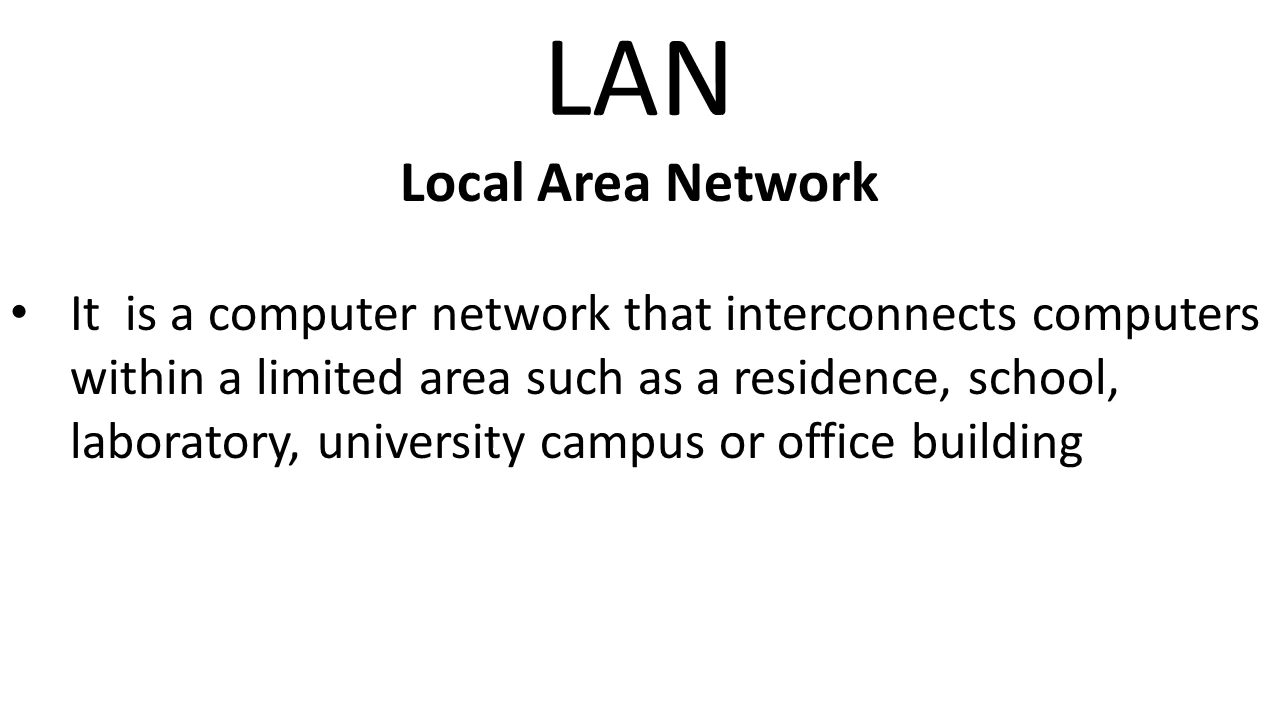 LAN
Local Area Network
• It  is a computer network that interconnects computers
within a limited area such as a residence, school,
laboratory, university campus or office building